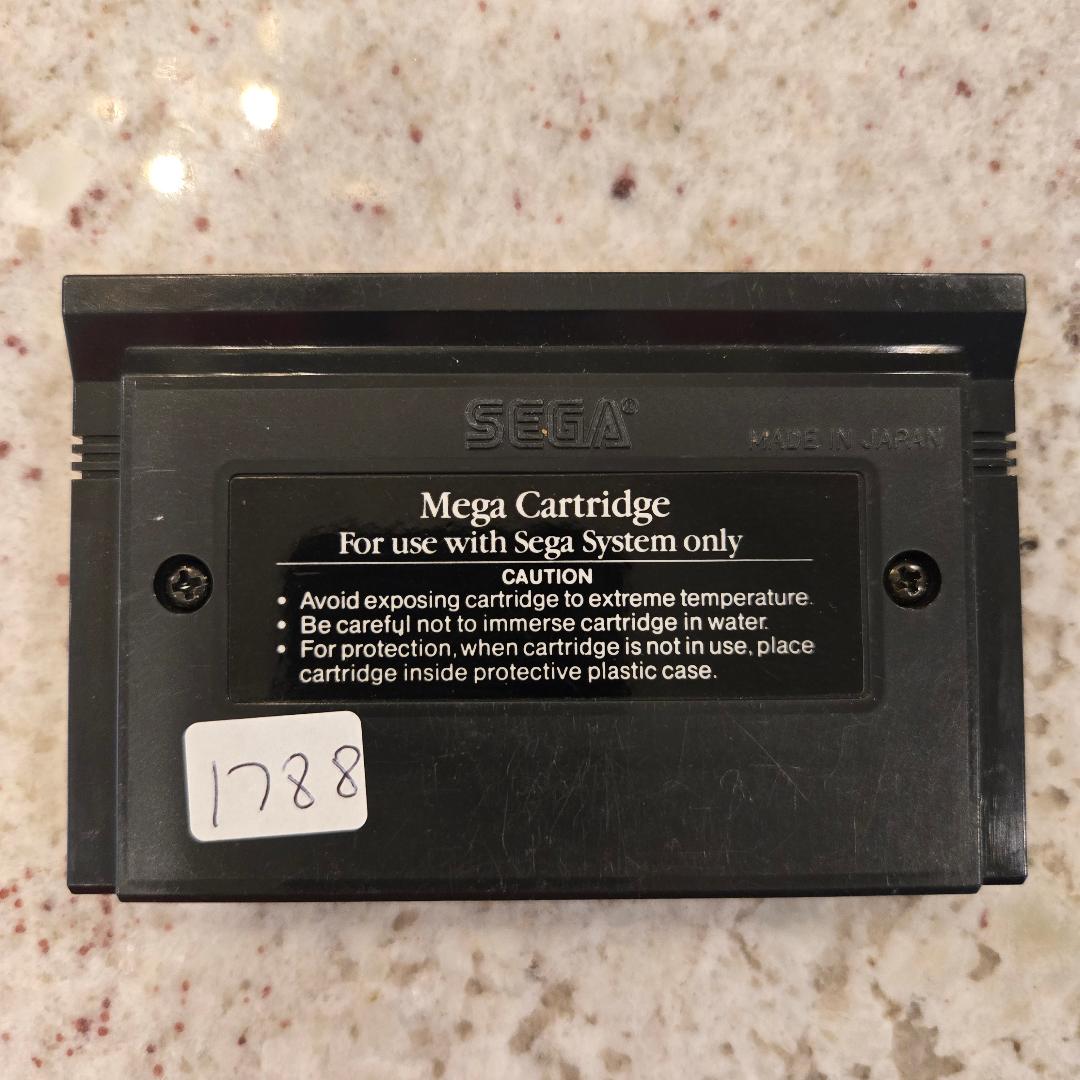 SEGA®
MADE IN JAPAN
Mega Cartridge
For use with Sega System only
CAUTION
• Avoid exposing cartridge to extreme temperature.
• Be careful not to immerse cartridge in water.
• For protection, when cartridge is not in use, place
cartridge inside protective plastic case.
1788